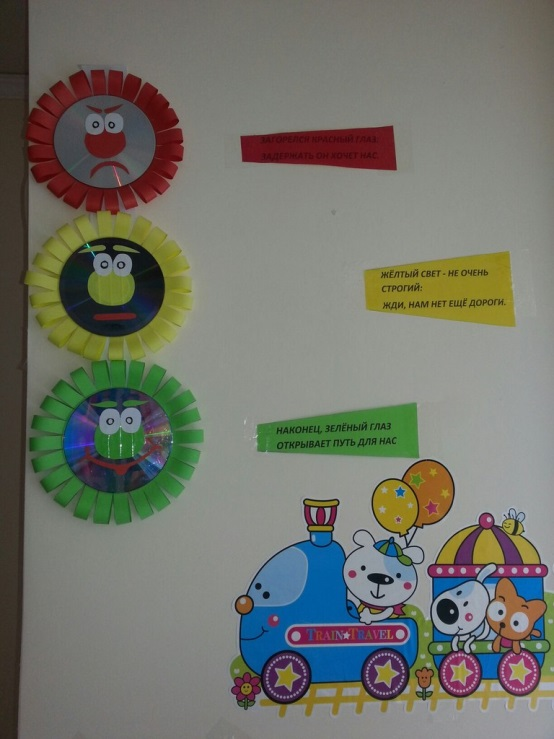 ЗАГОРЕЛСЯ КРАСНЫЙ ГЛАЗ:
ЗАДЕРЖАТЬ ОН ХОЧЕТ НАС
ЖЁЛТЫЙ СВЕТ - НЕ ОЧЕНЬ
СТРОГИЙ:
ЖДИ, НАМ НЕТ ЕЩЁ ДОРОГИ.
НАКОНЕЦ, ЗЕЛЁНЫЙ ГЛАЗ
ОТКРЫВАЕТ ПУТЬ ДЛЯ НАС
TRAIN★TRAVEL